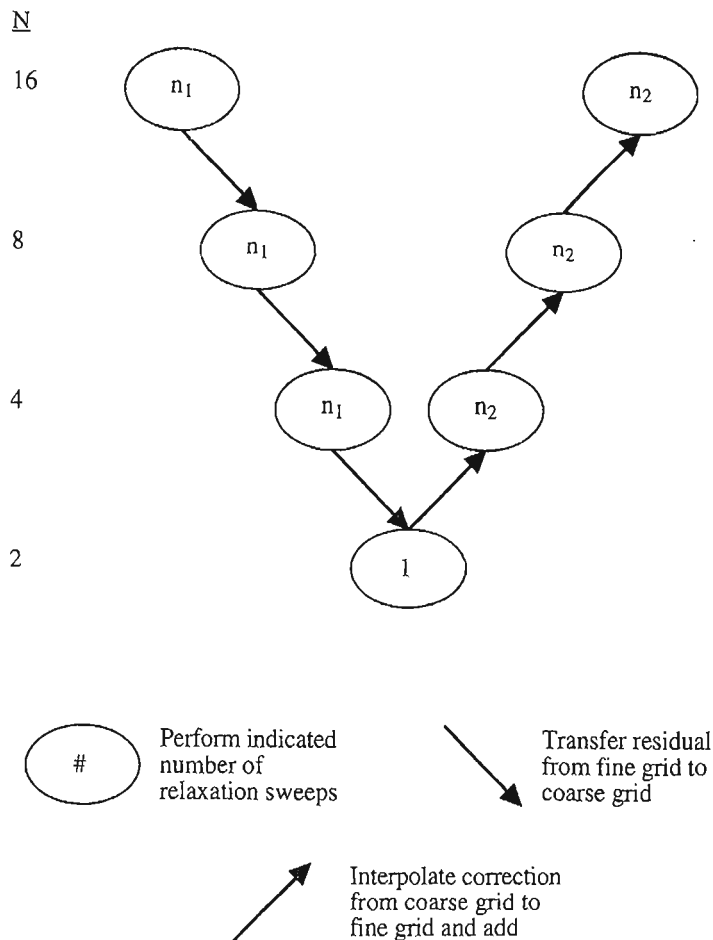 N
16 n₁ n₂
8 n₁ n₂
4 n₁ n₂
2 1
# Perform indicated
number of
relaxation sweeps
Transfer residual
from fine grid to
coarse grid
Interpolate correction
from coarse grid to
fine grid and add